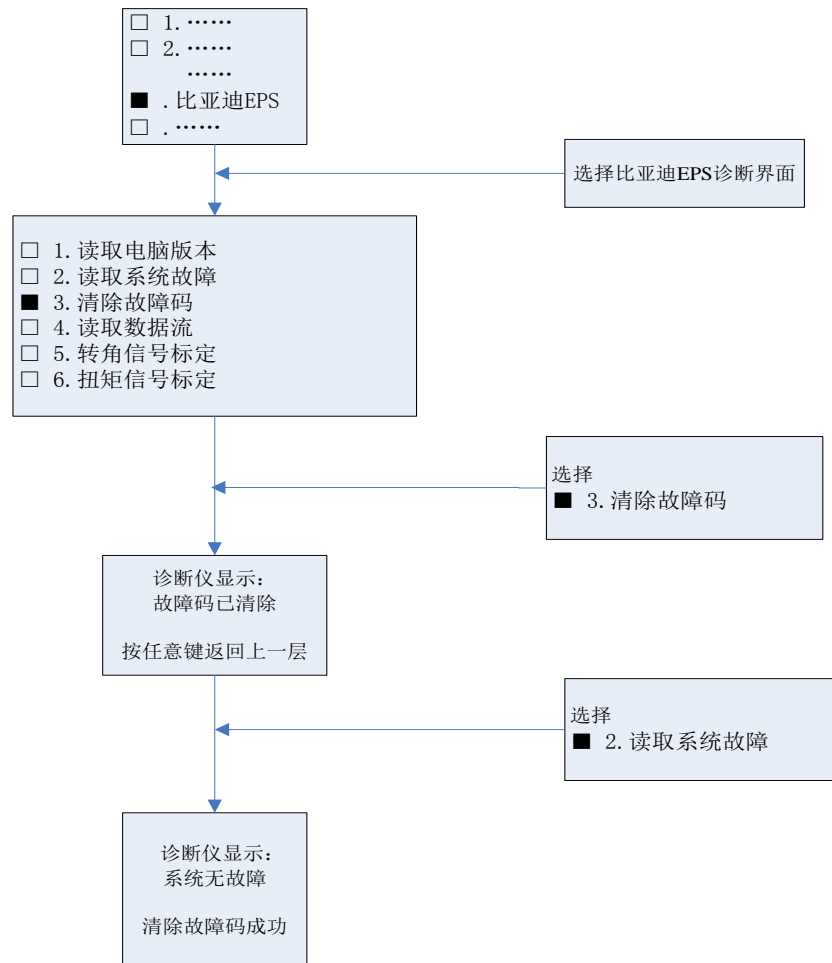 □ 1.……
□ 2.……
……
■ .比亚迪EPS
□ .……
选择比亚迪EPS诊断界面
□ 1.读取电脑版本
□ 2.读取系统故障
■ 3.清除故障码
□ 4.读取数据流
□ 5.转角信号标定
□ 6.扭矩信号标定
选择
■ 3.清除故障码
诊断仪显示:
故障码已清除
按任意键返回上一层
选择
■ 2.读取系统故障
诊断仪显示:
系统无故障
清除故障码成功